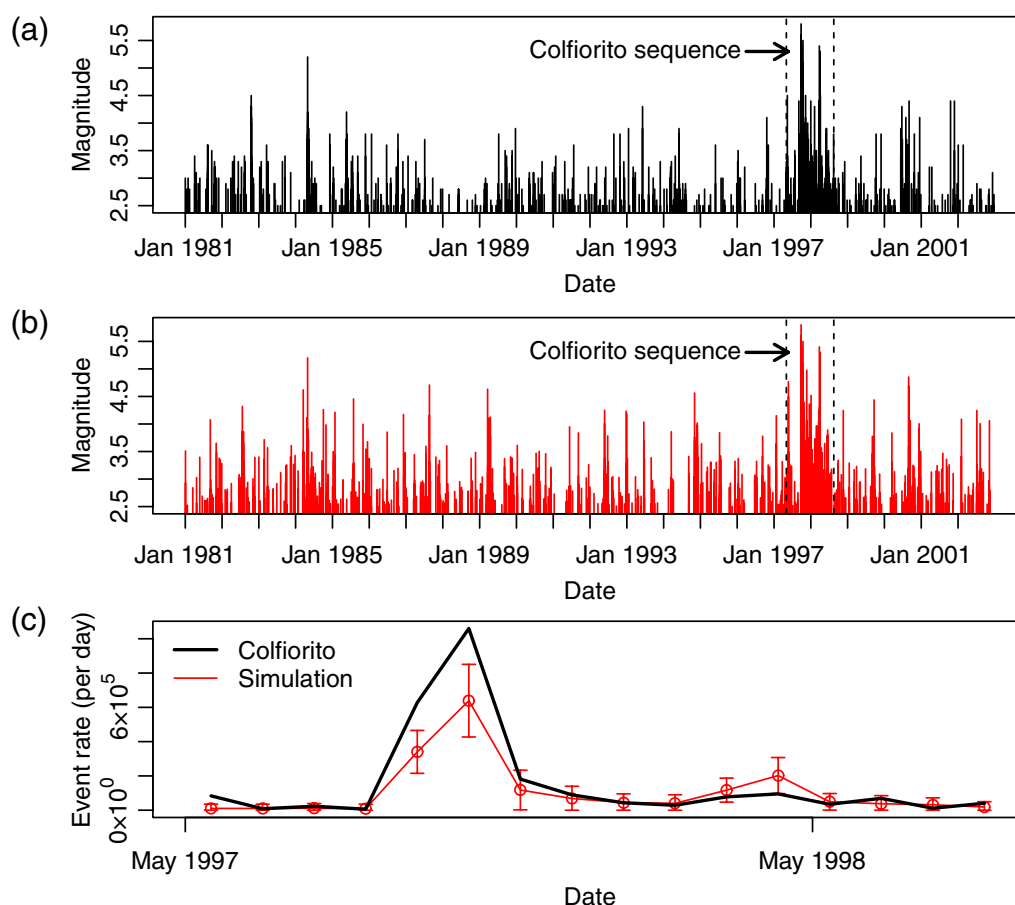 (a)
Magnitude
2.5 3.5 4.5 5.5
Colfiorito sequence
Jan 1981 Jan 1985 Jan 1989 Jan 1993 Jan 1997 Jan 2001
Date
(b)
Magnitude
2.5 3.5 4.5 5.5
Colfiorito sequence
Jan 1981 Jan 1985 Jan 1989 Jan 1993 Jan 1997 Jan 2001
Date
(c)
Event rate (per day)
0×10⁰ 6×10⁵
Colfiorito
Simulation
May 1997 May 1998
Date